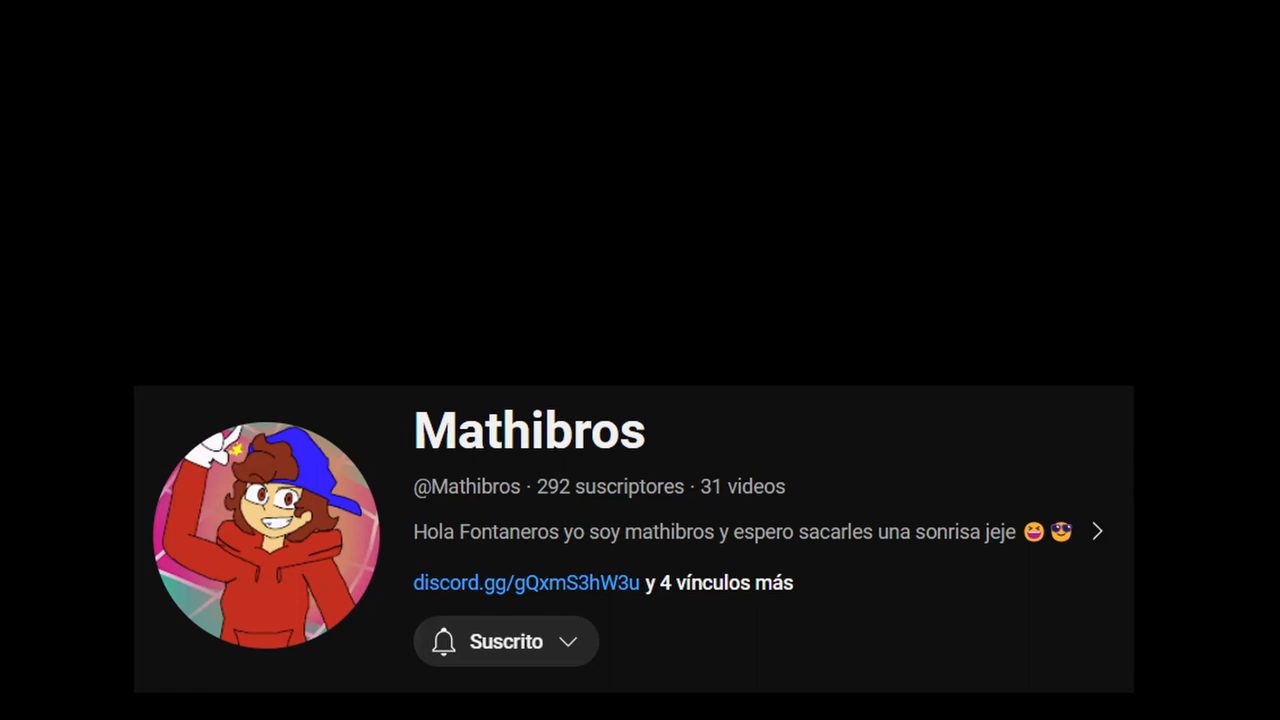 Mathibros
@Mathibros · 292 suscriptores · 31 videos
Hola Fontaneros yo soy mathibros y espero sacarles una sonrisa jeje 😆 😎
discord.gg/gQxmS3hW3u y 4 vínculos más
Suscrito